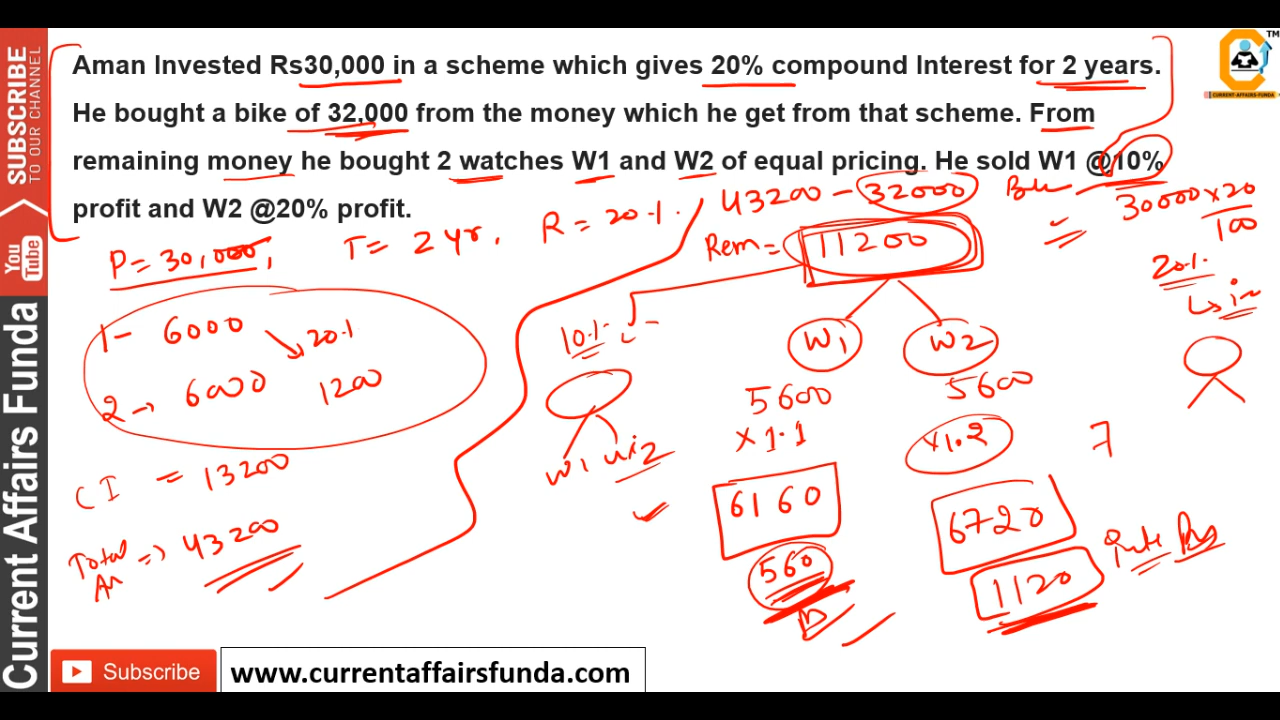 Aman Invested Rs30,000 in a scheme which gives 20% compound Interest for 2 years.
He bought a bike of 32,000 from the money which he get from that scheme. From
remaining money he bought 2 watches W1 and W2 of equal pricing. He sold W1 @10%
profit and W2 @20% profit.
SUBSCRIBE
TO OUR CHANNEL
You
Tube
Current Affairs Funda
TM
CURRENT-AFFAIRS-FUNDA
P = 30,000,
T = 2 yr,
R = 20%.
43200 - 32000
30000 x 20
100
Rem = 11200
20%
1- 6000
20%
2 → 6000 1200
CI = 13200
Total
Am => 43200
10%
W1 W2
5600 5600
x 1.1 x 1.2
6160 6720
560 1120
W1
Subscribe
www.currentaffairsfunda.com